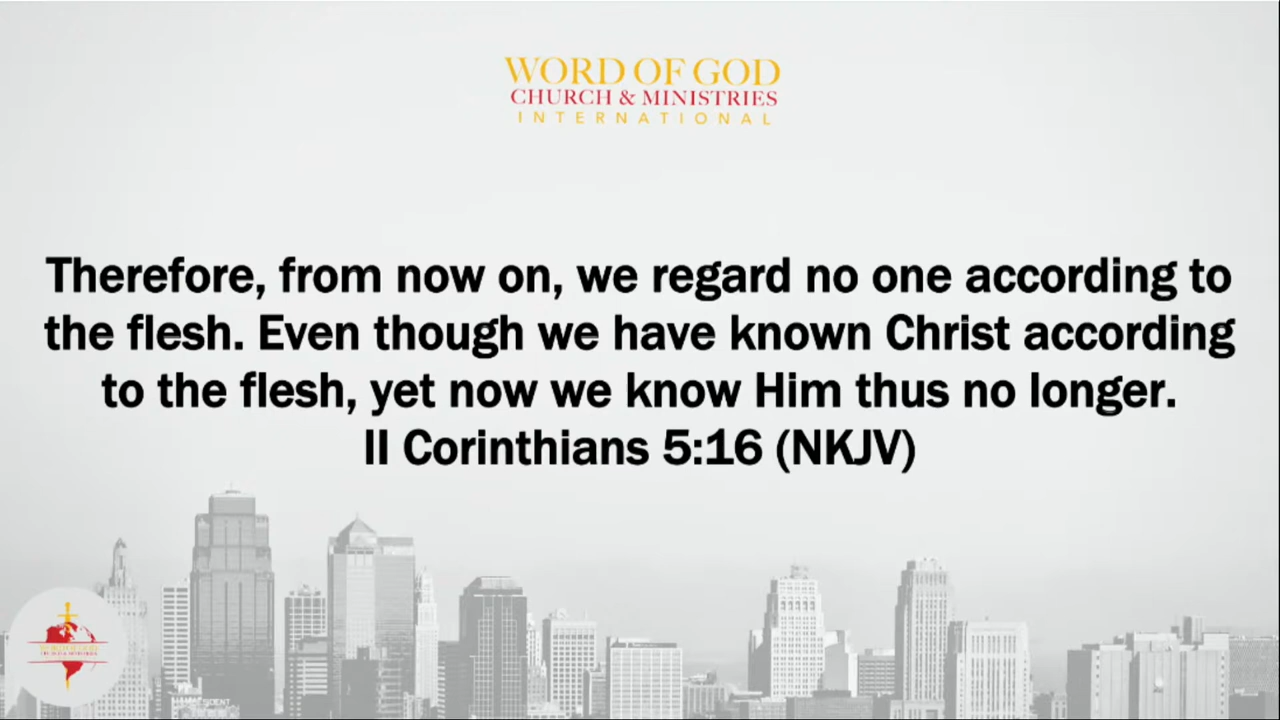 WORD OF GOD
CHURCH & MINISTRIES
INTERNATIONAL
Therefore, from now on, we regard no one according to
the flesh. Even though we have known Christ according
to the flesh, yet now we know Him thus no longer.
II Corinthians 5:16 (NKJV)